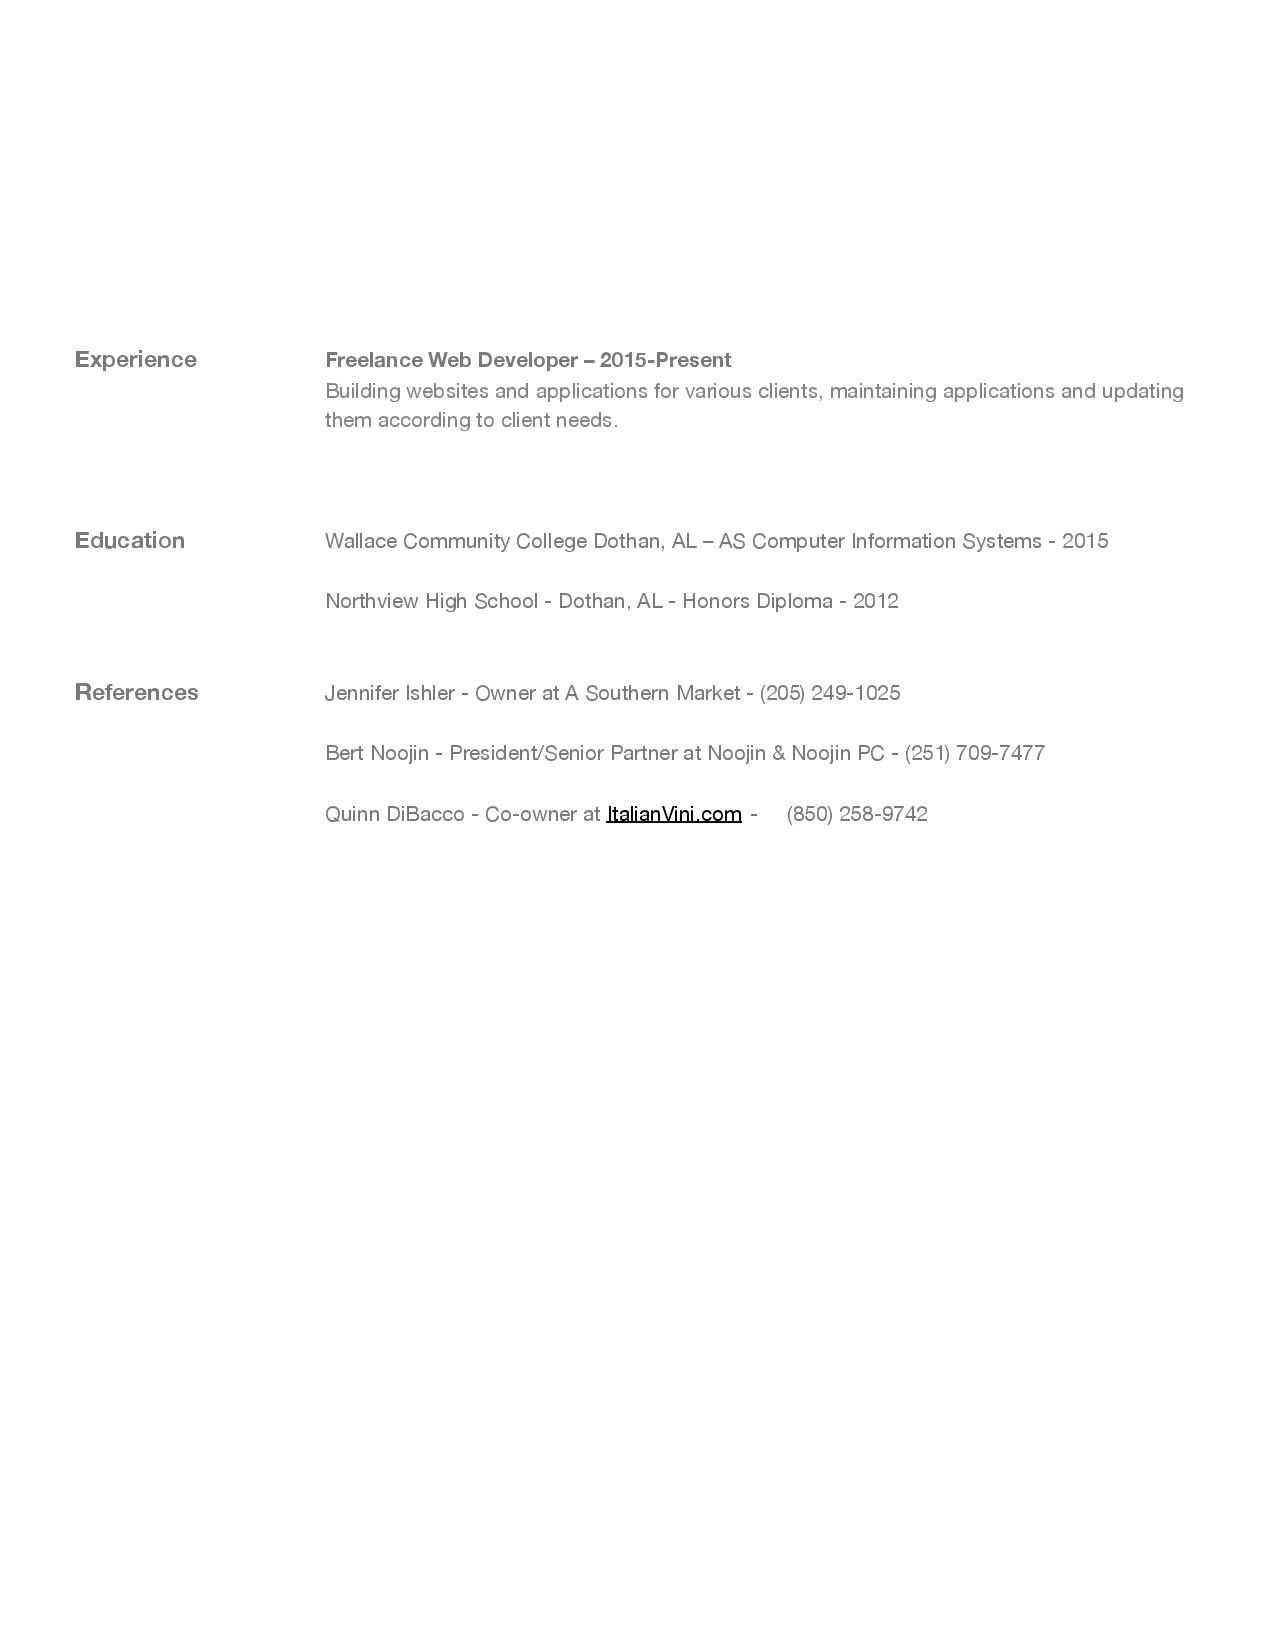 Experience
Freelance Web Developer – 2015-Present
Building websites and applications for various clients, maintaining applications and updating
them according to client needs.
Education
Wallace Community College Dothan, AL – AS Computer Information Systems - 2015
Northview High School - Dothan, AL - Honors Diploma - 2012
References
Jennifer Ishler - Owner at A Southern Market - (205) 249-1025
Bert Noojin - President/Senior Partner at Noojin & Noojin PC - (251) 709-7477
Quinn DiBacco - Co-owner at ItalianVini.com - (850) 258-9742